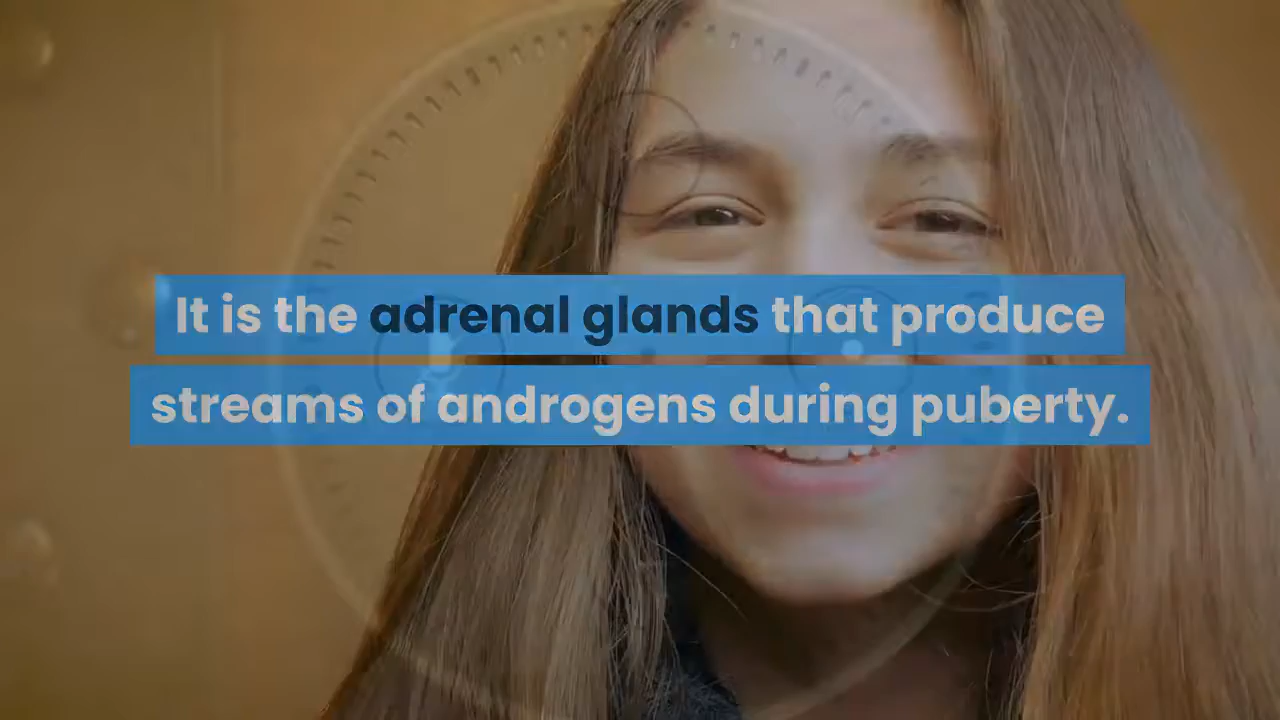 It is the adrenal glands that produce
streams of androgens during puberty.